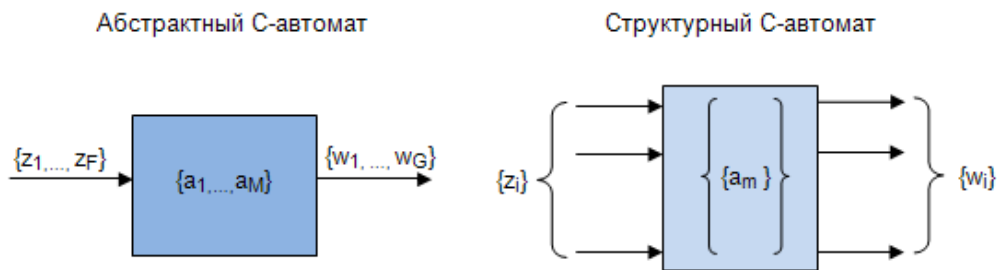 Абстрактный С-автомат
Структурный С-автомат
{z1,..., zF}
{a1,...,aM}
{w1, ..., wG}
{zi}
{am}
{wi}